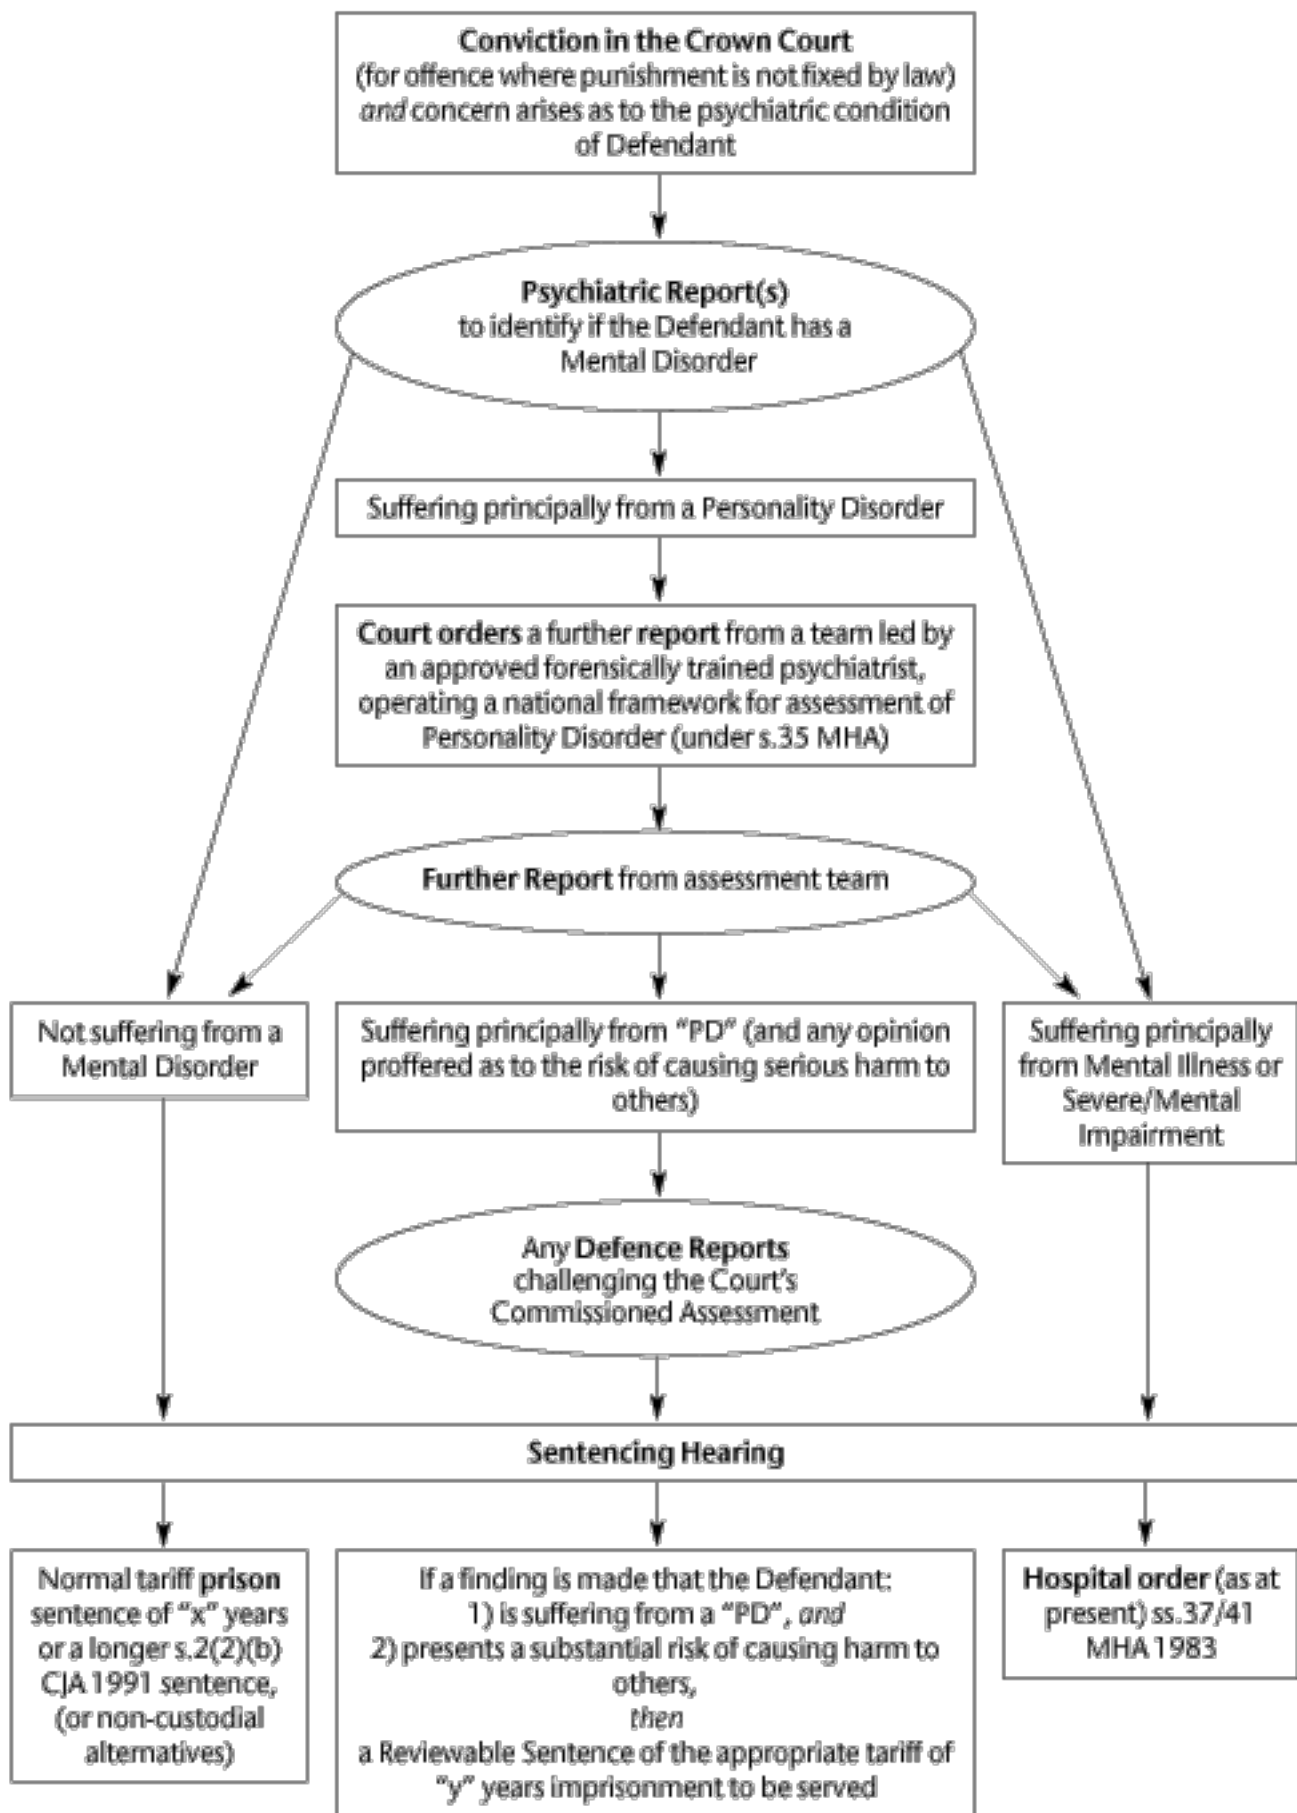 Conviction in the Crown Court
(for offence where punishment is not fixed by law)
and concern arises as to the psychiatric condition
of Defendant
Psychiatric Report(s)
to identify if the Defendant has a
Mental Disorder
Suffering principally from a Personality Disorder
Court orders a further report from a team led by
an approved forensically trained psychiatrist,
operating a national framework for assessment of
Personality Disorder (under s.35 MHA)
Further Report from assessment team
Not suffering from a
Mental Disorder
Suffering principally from "PD" (and any opinion
proffered as to the risk of causing serious harm to
others)
Suffering principally
from Mental Illness or
Severe/Mental
Impairment
Any Defence Reports
challenging the Court's
Commissioned Assessment
Sentencing Hearing
Normal tariff prison
sentence of "x" years
or a longer s.2(2)(b)
CJA 1991 sentence,
(or non-custodial
alternatives)
If a finding is made that the Defendant:
1) is suffering from a "PD", and
2) presents a substantial risk of causing harm to
others,
then
a Reviewable Sentence of the appropriate tariff of
"y" years imprisonment to be served
Hospital order (as at
present) ss.37/41
MHA 1983